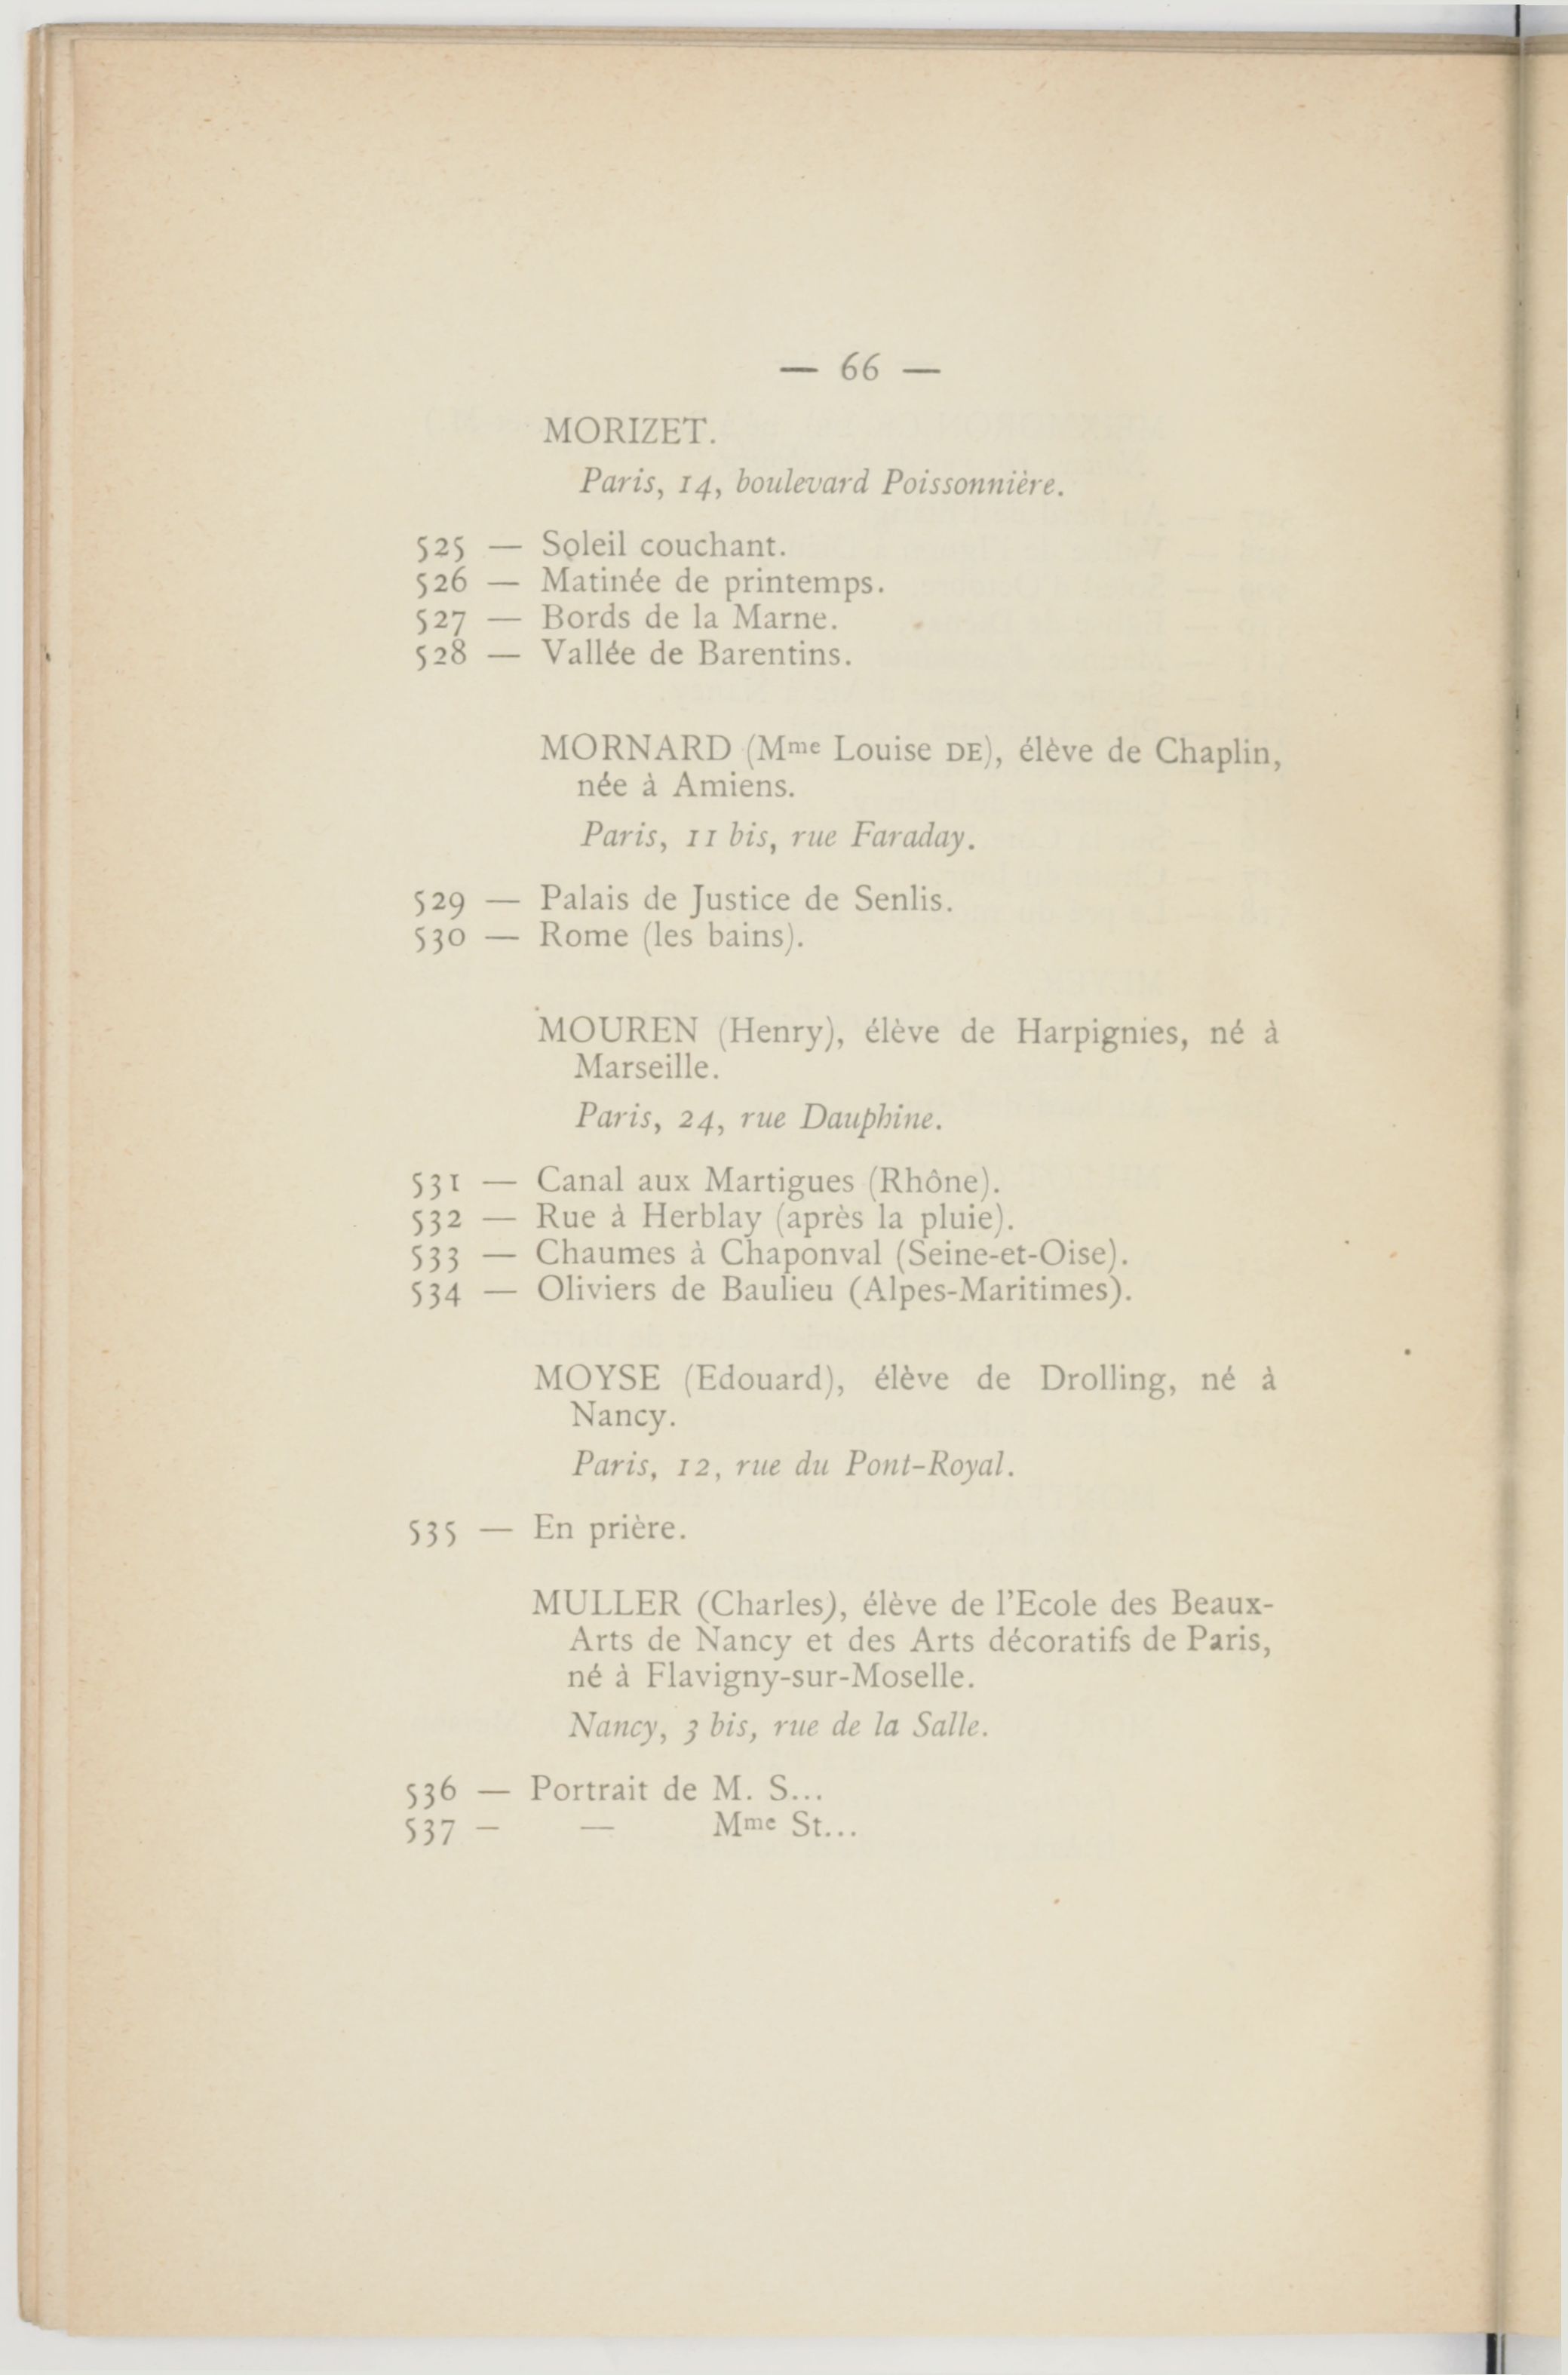 — 66 —
MORIZET.
Paris, 14, boulevard Poissonnière.
525 — Soleil couchant.
526 — Matinée de printemps.
527 — Bords de la Marne.
528 — Vallée de Barentins.
MORNARD (Mme Louise DE), élève de Chaplin,
née à Amiens.
Paris, 11 bis, rue Faraday.
529 — Palais de Justice de Senlis.
530 — Rome (les bains).
MOUREN (Henry), élève de Harpignies, né à
Marseille.
Paris, 24, rue Dauphine.
531 — Canal aux Martigues (Rhône).
532 — Rue à Herblay (après la pluie).
533 — Chaumes à Chaponval (Seine-et-Oise).
534 — Oliviers de Baulieu (Alpes-Maritimes).
MOYSE (Edouard), élève de Drolling, né à
Nancy.
Paris, 12, rue du Pont-Royal.
535 — En prière.
MULLER (Charles), élève de l'Ecole des Beaux-
Arts de Nancy et des Arts décoratifs de Paris,
né à Flavigny-sur-Moselle.
Nancy, 3 bis, rue de la Salle.
536 — Portrait de M. S...
537 — — Mme St...